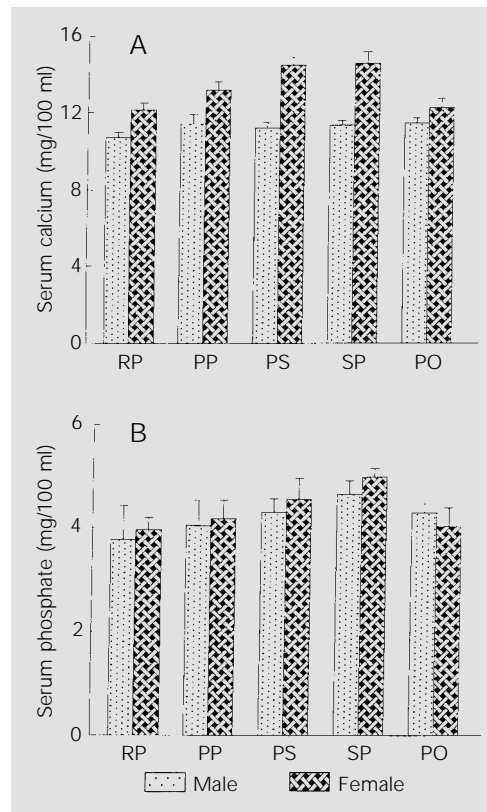 A
Serum calcium (mg/100 ml)
16
12
8
4
0
RP PP PS SP PO
B
Serum phosphate (mg/100 ml)
6
4
2
0
RP PP PS SP PO
Male Female